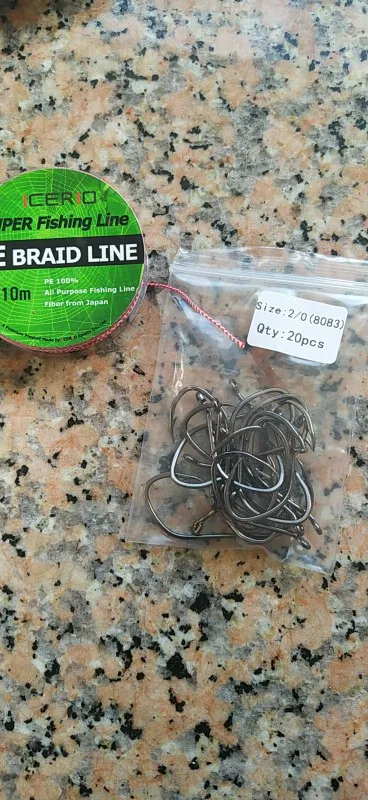 ICERIO
UPER Fishing Line
E BRAID LINE
10m
PE 100%
All Purpose Fishing Line
Fiber from Japan
Size:2/0(8083)
Qty:20pcs